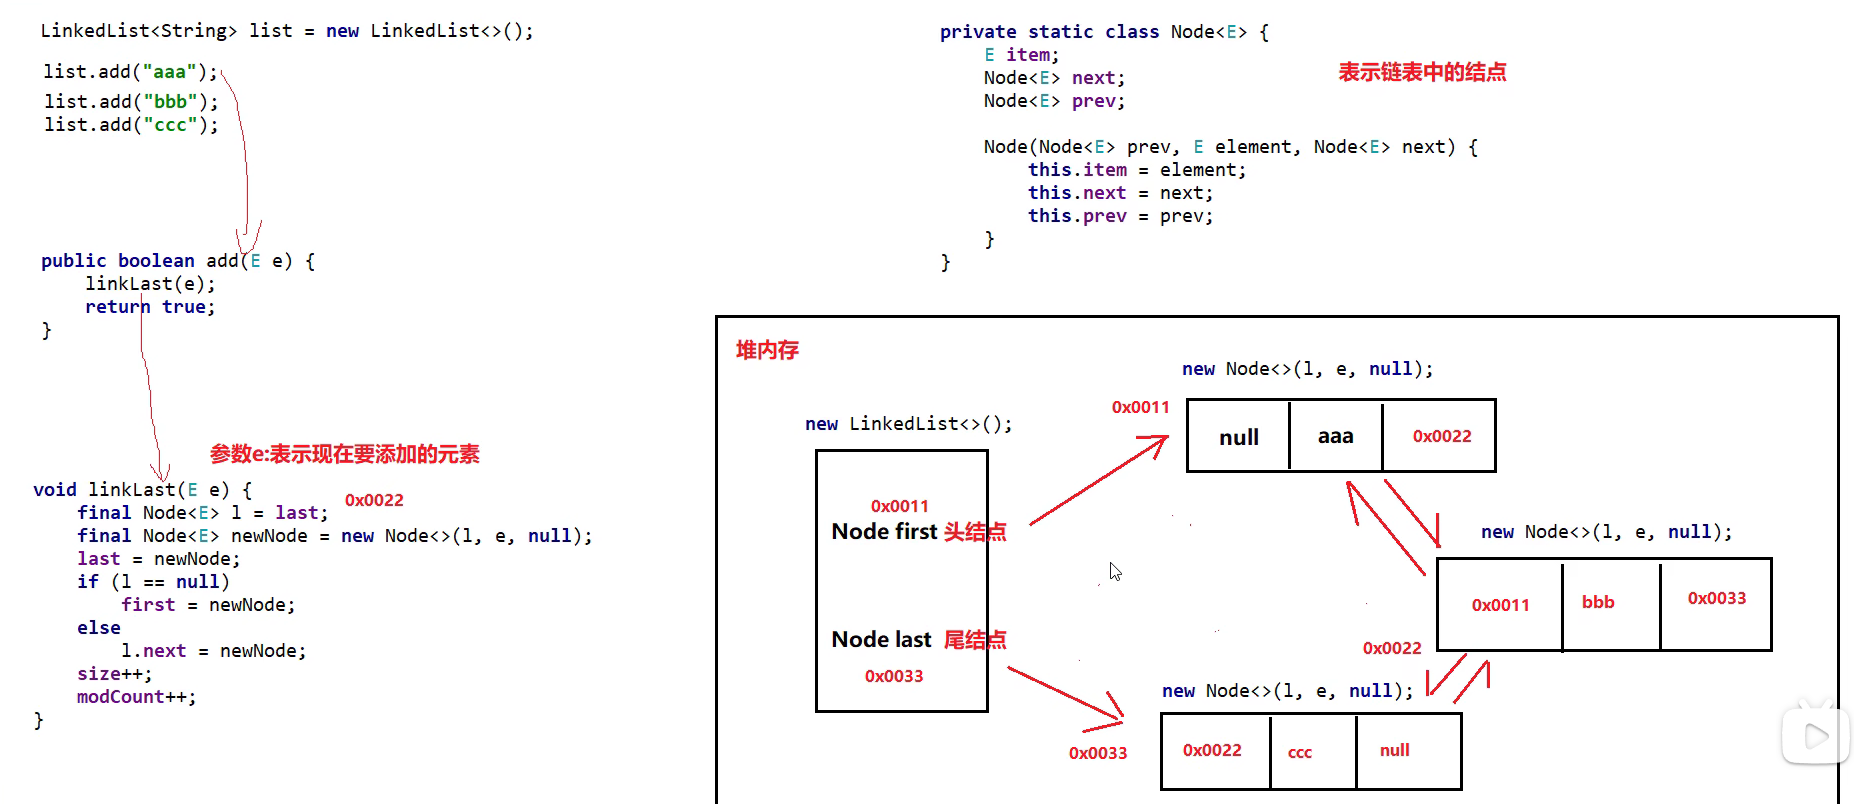 LinkedList<String> list = new LinkedList<>();
list.add("aaa");
list.add("bbb");
list.add("ccc");
public boolean add(E e) {
linkLast(e);
return true;
}
参数e:表示现在要添加的元素
void linkLast(E e) {
0x0022
final Node<E> l = last;
final Node<E> newNode = new Node<>(l, e, null);
last = newNode;
if (l == null)
first = newNode;
else
l.next = newNode;
size++;
modCount++;
}
private static class Node<E> {
E item;
Node<E> next;
Node<E> prev;
表示链表中的结点
Node(Node<E> prev, E element, Node<E> next) {
this.item = element;
this.next = next;
this.prev = prev;
}
}
堆内存
new LinkedList<>();
0x0011
Node first 头结点
Node last 尾结点
0x0033
new Node<>(l, e, null);
0x0011
null aaa 0x0022
new Node<>(l, e, null);
0x0011 bbb 0x0033
0x0022
new Node<>(l, e, null);
0x0033
0x0022 ccc null